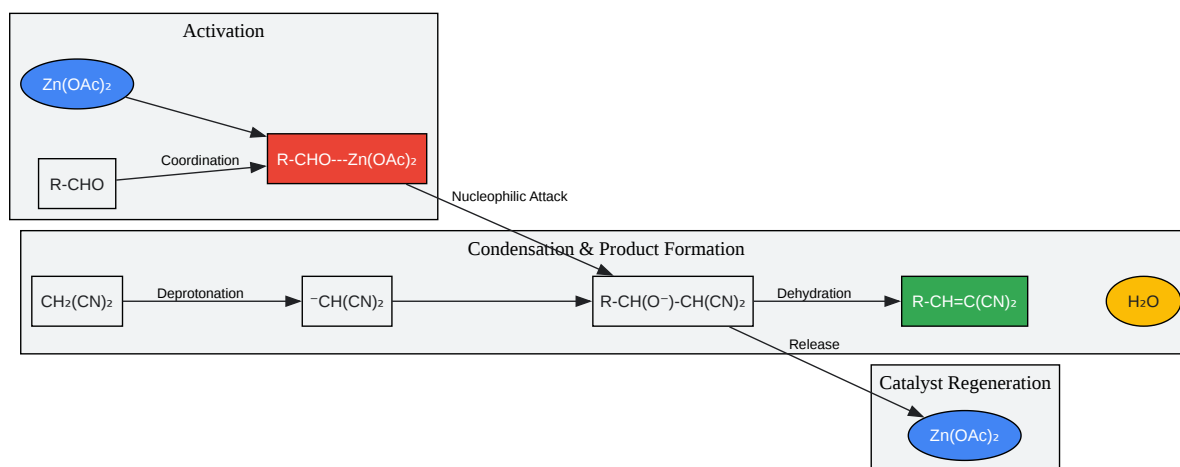 Activation
Zn(OAc)₂
Coordination
R-CHO
R-CHO---Zn(OAc)₂
Nucleophilic Attack
Condensation & Product Formation
CH₂(CN)₂
Deprotonation
⁻CH(CN)₂
R-CH(O⁻)-CH(CN)₂
Dehydration
R-CH=C(CN)₂
H₂O
Release
Catalyst Regeneration
Zn(OAc)₂